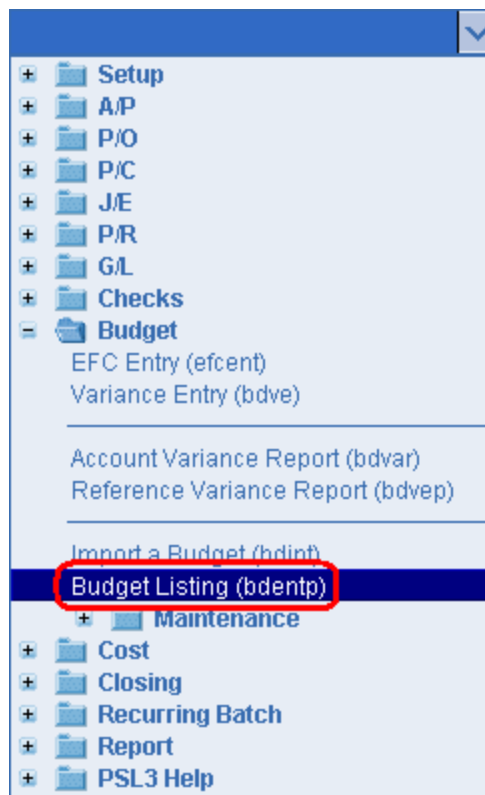 Setup
A/P
P/O
P/C
J/E
P/R
G/L
Checks
Budget
EFC Entry (efcent)
Variance Entry (bdve)
Account Variance Report (bdvar)
Reference Variance Report (bdvep)
Import a Budget (bdint)
Budget Listing (bdentp)
Maintenance
Cost
Closing
Recurring Batch
Report
PSL3 Help